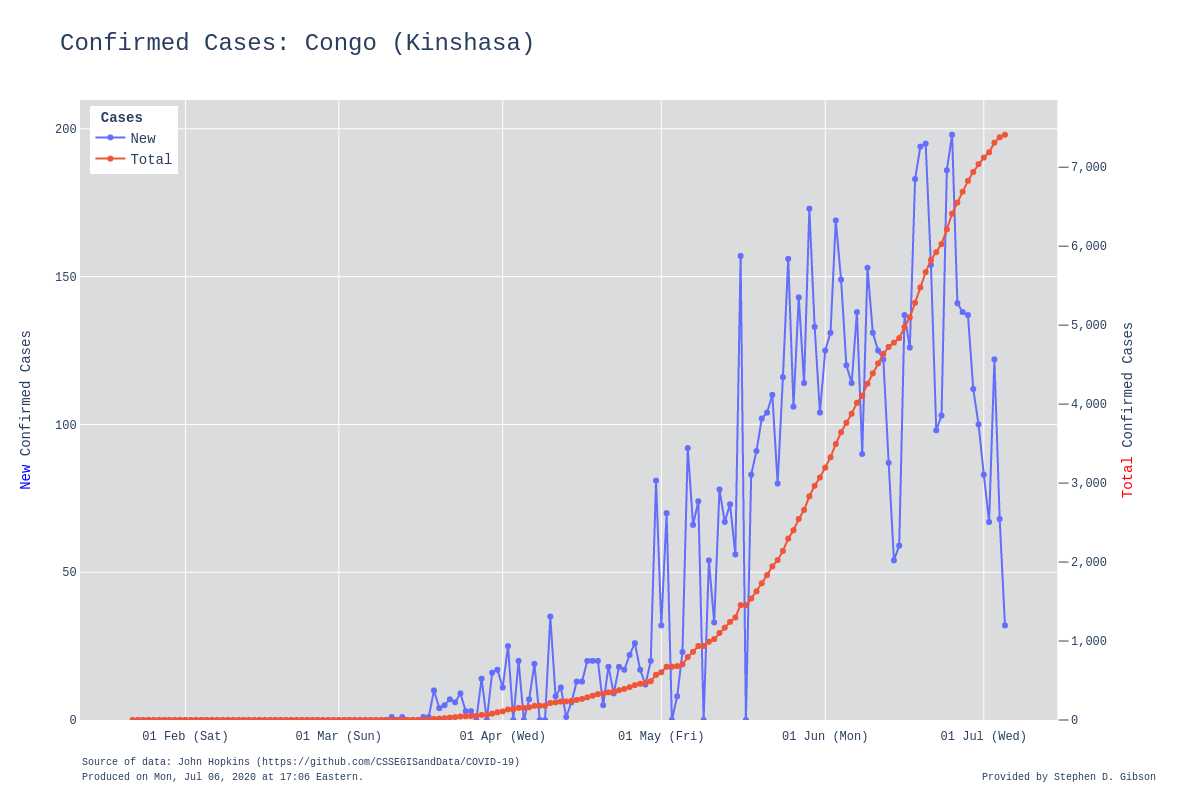 Confirmed Cases: Congo (Kinshasa)
Cases
New
Total
200
150
100
50
0
7,000
6,000
5,000
4,000
3,000
2,000
1,000
0
New Confirmed Cases
Total Confirmed Cases
01 Feb (Sat)
01 Mar (Sun)
01 Apr (Wed)
01 May (Fri)
01 Jun (Mon)
01 Jul (Wed)
Source of data: John Hopkins (https://github.com/CSSEGISandData/COVID-19)
Produced on Mon, Jul 06, 2020 at 17:06 Eastern.
Provided by Stephen D. Gibson